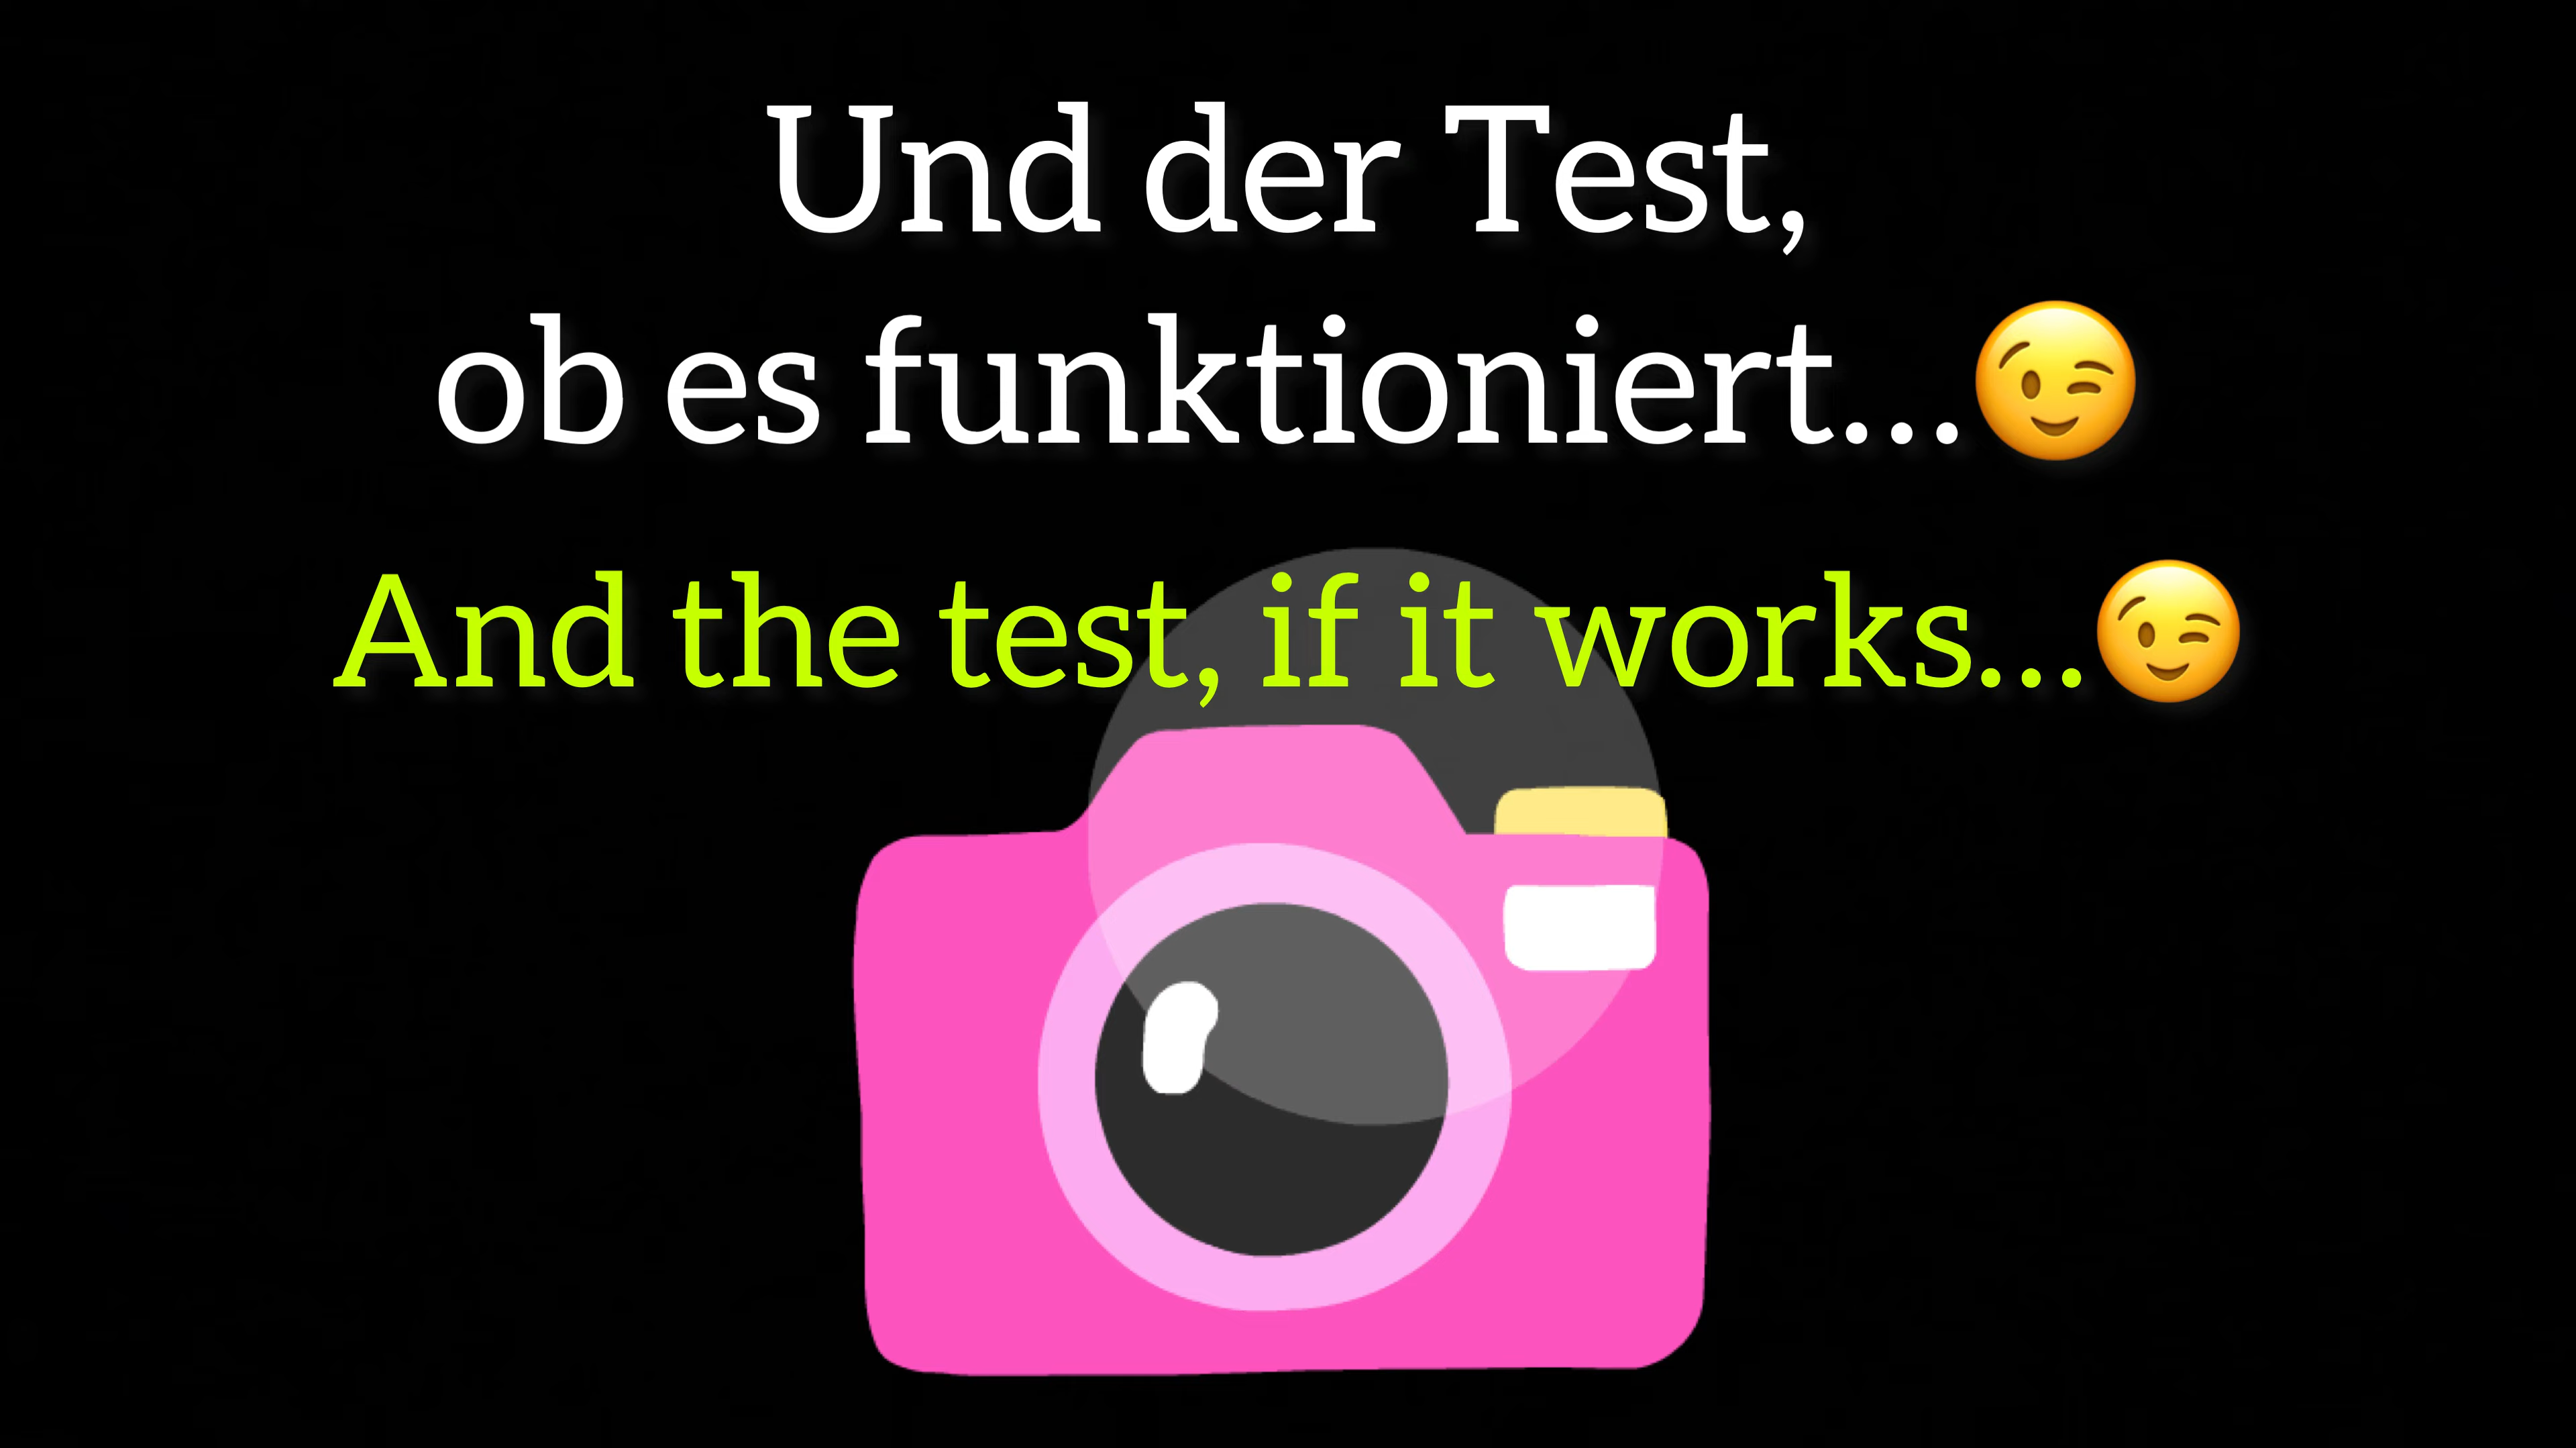 Und der Test,
ob es funktioniert...😉
And the test, if it works...😉